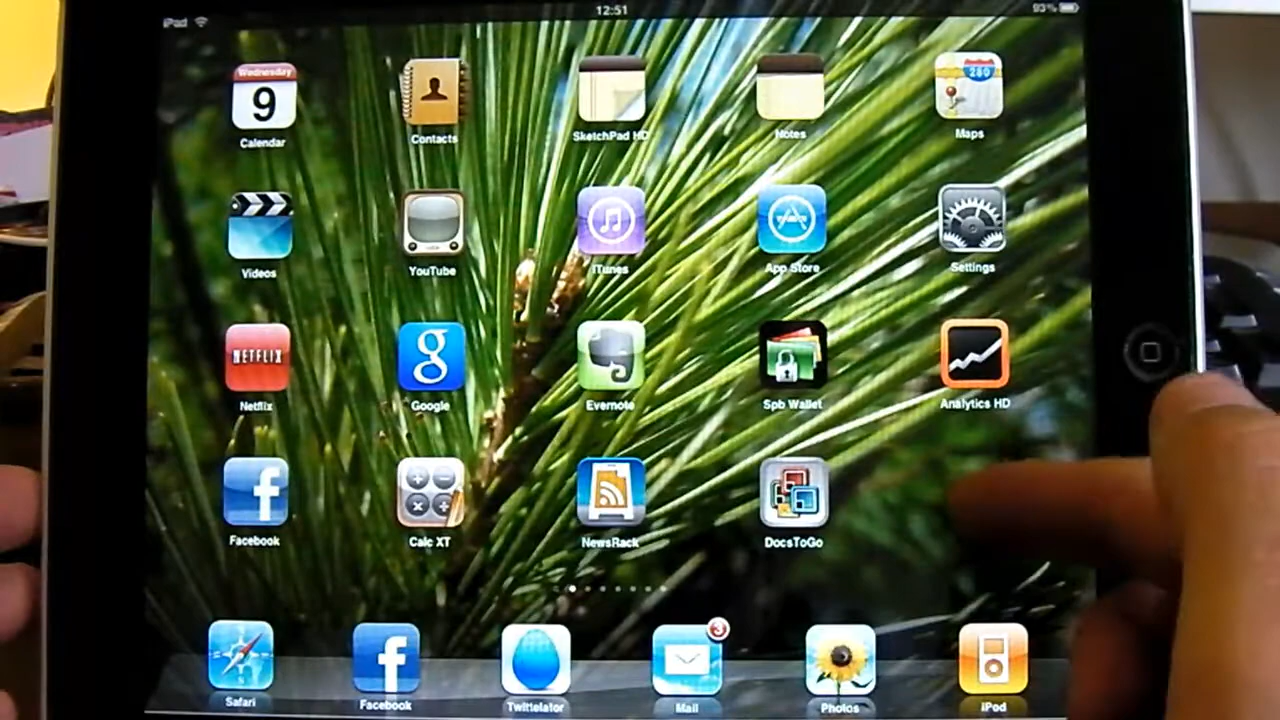 iPad
12:51
93%
Wednesday
9
280
Calendar
Contacts
SketchPad HD
Notes
Maps
Videos
YouTube
iTunes
App Store
Settings
NETFLIX
g
Netflix
Google
Evernote
Spb Wallet
Analytics HD
f
Facebook
Calc XT
NewsRack
DocsToGo
f
3
Safari
Facebook
Twittelator
Mail
Photos
iPod